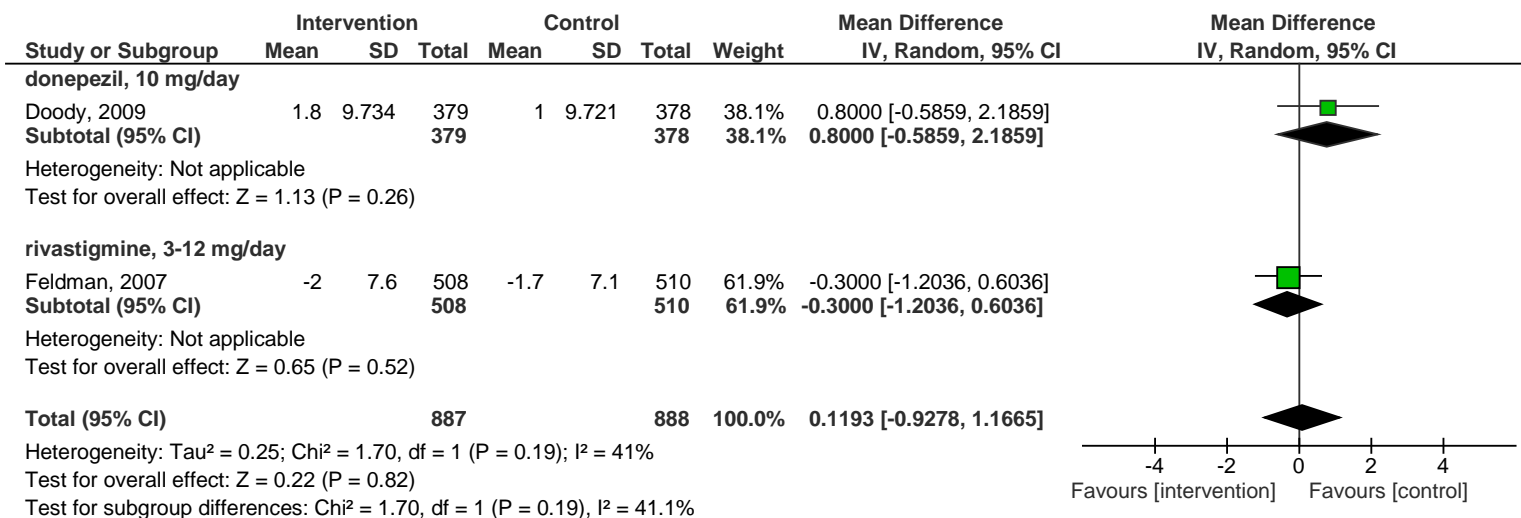 Intervention Control Mean Difference Mean Difference
Study or Subgroup Mean SD Total Mean SD Total Weight IV, Random, 95% CI IV, Random, 95% CI
donepezil, 10 mg/day
Doody, 2009 1.8 9.734 379 1 9.721 378 38.1% 0.8000 [-0.5859, 2.1859]
Subtotal (95% CI) 379 378 38.1% 0.8000 [-0.5859, 2.1859]
Heterogeneity: Not applicable
Test for overall effect: Z = 1.13 (P = 0.26)
rivastigmine, 3-12 mg/day
Feldman, 2007 -2 7.6 508 -1.7 7.1 510 61.9% -0.3000 [-1.2036, 0.6036]
Subtotal (95% CI) 508 510 61.9% -0.3000 [-1.2036, 0.6036]
Heterogeneity: Not applicable
Test for overall effect: Z = 0.65 (P = 0.52)
Total (95% CI) 887 888 100.0% 0.1193 [-0.9278, 1.1665]
Heterogeneity: Tau² = 0.25; Chi² = 1.70, df = 1 (P = 0.19); I² = 41%
Test for overall effect: Z = 0.22 (P = 0.82)
Test for subgroup differences: Chi² = 1.70, df = 1 (P = 0.19), I² = 41.1%
-4 -2 0 2 4
Favours [intervention] Favours [control]